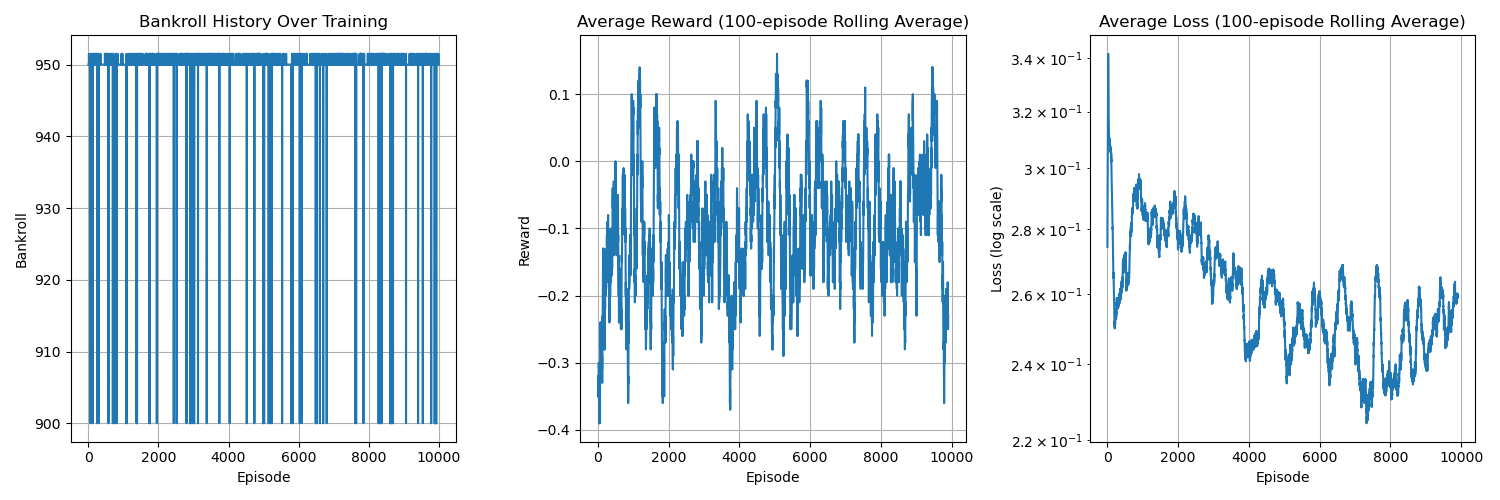 Bankroll History Over Training
950
940
930
920
910
900
Bankroll
0 2000 4000 6000 8000 10000
Episode
Average Reward (100-episode Rolling Average)
0.1
0.0
−0.1
−0.2
−0.3
−0.4
Reward
0 2000 4000 6000 8000 10000
Episode
Average Loss (100-episode Rolling Average)
3.4 × 10⁻¹
3.2 × 10⁻¹
3 × 10⁻¹
2.8 × 10⁻¹
2.6 × 10⁻¹
2.4 × 10⁻¹
2.2 × 10⁻¹
Loss (log scale)
0 2000 4000 6000 8000 10000
Episode